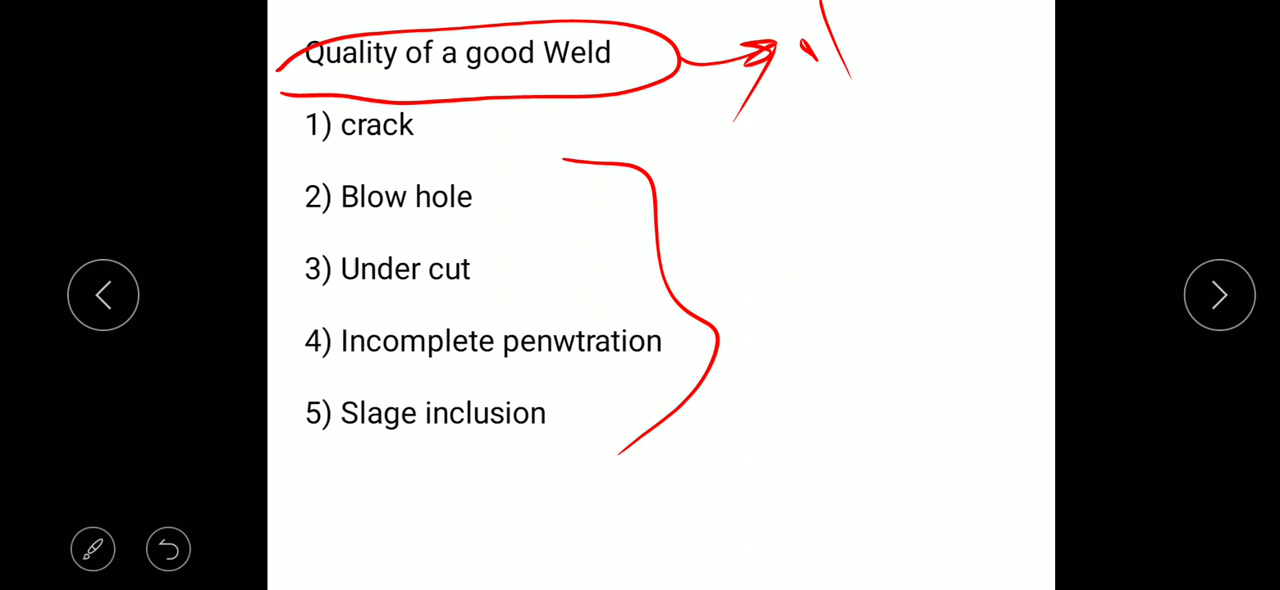 Quality of a good Weld
1) crack
2) Blow hole
3) Under cut
4) Incomplete penwtration
5) Slage inclusion